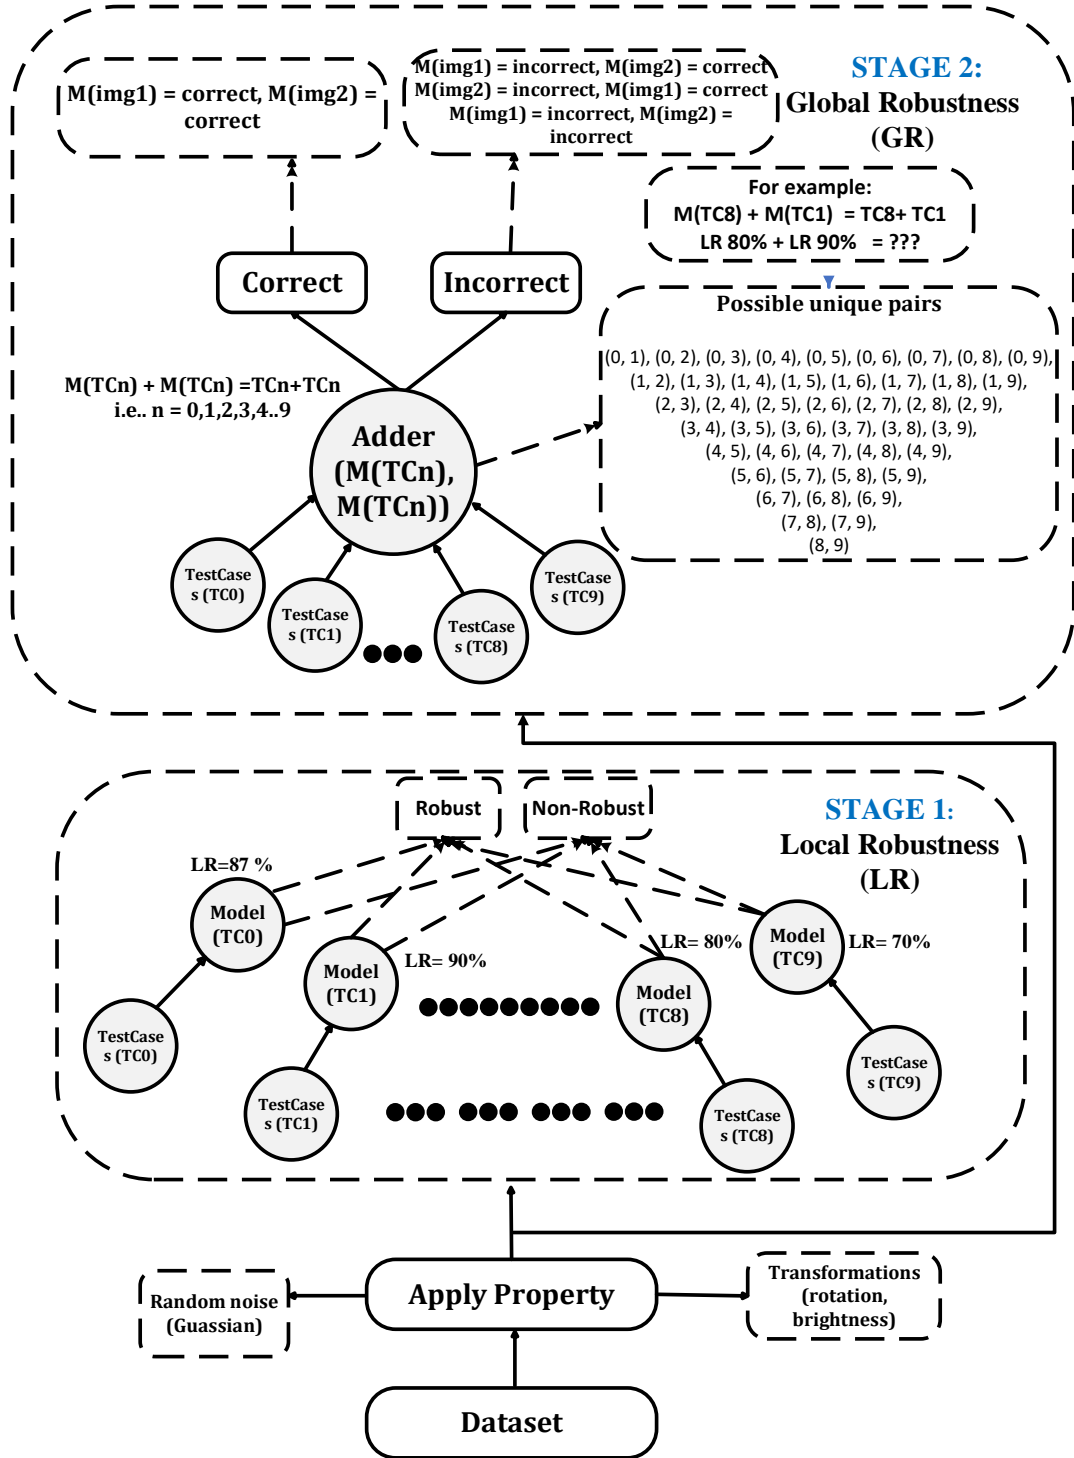 M(img1) = correct, M(img2) =
correct
M(img1) = incorrect, M(img2) = correct
M(img2) = incorrect, M(img1) = correct
M(img1) = incorrect, M(img2) =
incorrect
STAGE 2:
Global Robustness
(GR)
For example:
M(TC8) + M(TC1) = TC8+ TC1
LR 80% + LR 90% = ???
Correct
Incorrect
Possible unique pairs
(0, 1), (0, 2), (0, 3), (0, 4), (0, 5), (0, 6), (0, 7), (0, 8), (0, 9),
(1, 2), (1, 3), (1, 4), (1, 5), (1, 6), (1, 7), (1, 8), (1, 9),
(2, 3), (2, 4), (2, 5), (2, 6), (2, 7), (2, 8), (2, 9),
(3, 4), (3, 5), (3, 6), (3, 7), (3, 8), (3, 9),
(4, 5), (4, 6), (4, 7), (4, 8), (4, 9),
(5, 6), (5, 7), (5, 8), (5, 9),
(6, 7), (6, 8), (6, 9),
(7, 8), (7, 9),
(8, 9)
M(TCn) + M(TCn) =TCn+TCn
i.e.. n = 0,1,2,3,4..9
Adder
(M(TCn),
M(TCn))
TestCase
s (TC0)
TestCase
s (TC1)
TestCase
s (TC8)
TestCase
s (TC9)
Robust
Non-Robust
STAGE 1:
Local Robustness
(LR)
LR=87 %
Model
(TC0)
LR= 90%
Model
(TC1)
LR= 80%
Model
(TC8)
LR= 70%
Model
(TC9)
TestCase
s (TC0)
TestCase
s (TC1)
TestCase
s (TC8)
TestCase
s (TC9)
Random noise
(Guassian)
Apply Property
Transformations
(rotation,
brightness)
Dataset